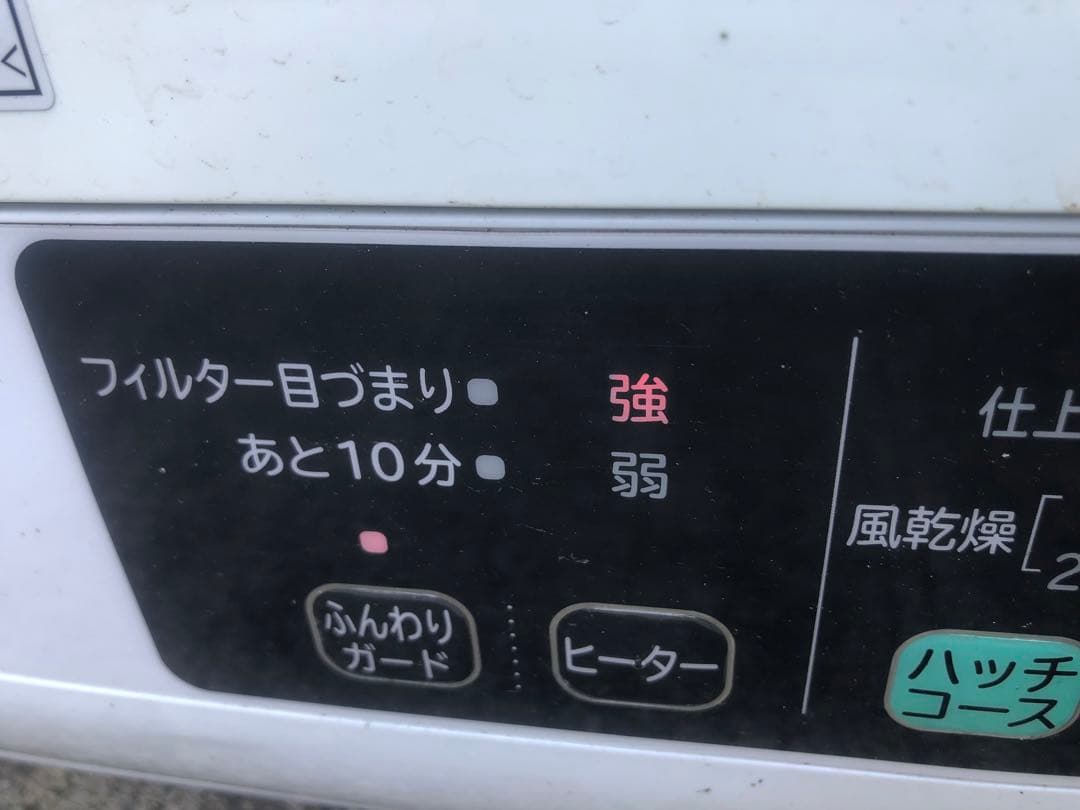 フィルター目づまり
強
あと10分
弱
仕上
風乾燥
2
ふんわり
ガード
ヒーター
ハッチ
コース